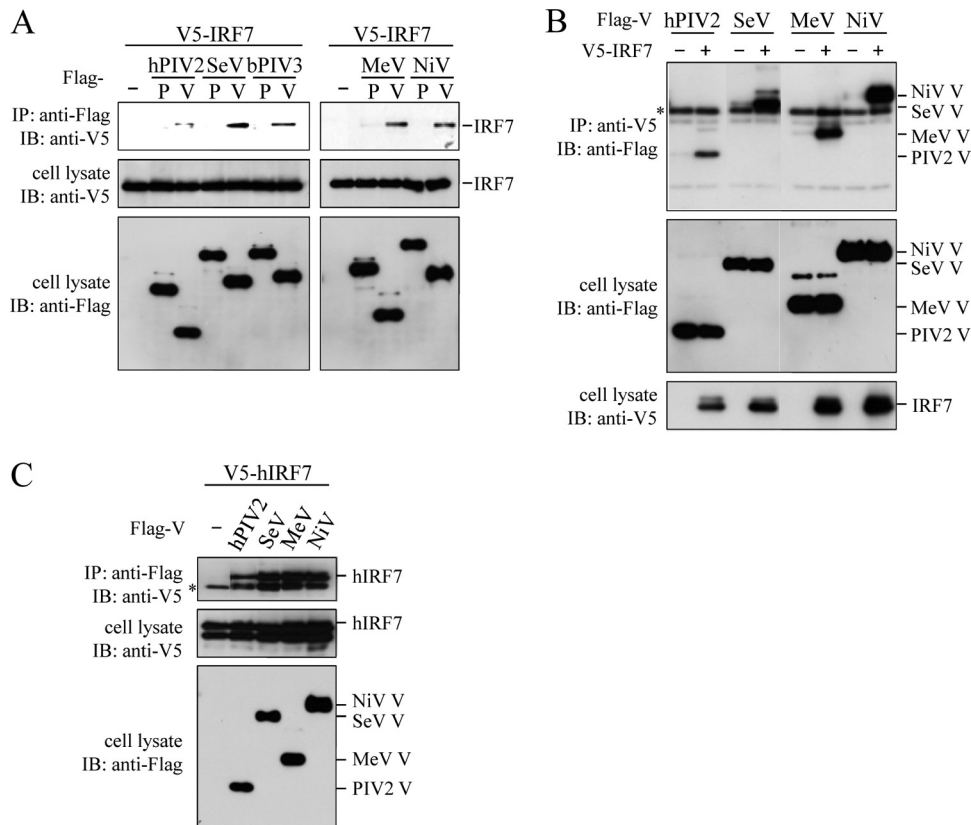 A
V5-IRF7
V5-IRF7
Flag-
hPIV2 SeV bPIV3
MeV NiV
– P V P V P V
– P V P V
IP: anti-Flag
IB: anti-V5
IRF7
cell lysate
IB: anti-V5
IRF7
cell lysate
IB: anti-Flag
B
Flag-V hPIV2 SeV MeV NiV
V5-IRF7 – + – + – + – +
*
IP: anti-V5
IB: anti-Flag
NiV V
SeV V
MeV V
PIV2 V
cell lysate
IB: anti-Flag
NiV V
SeV V
MeV V
PIV2 V
cell lysate
IB: anti-V5
IRF7
C
V5-hIRF7
Flag-V – hPIV2 SeV MeV NiV
IP: anti-Flag
IB: anti-V5 *
hIRF7
cell lysate
IB: anti-V5
hIRF7
cell lysate
IB: anti-Flag
NiV V
SeV V
MeV V
PIV2 V